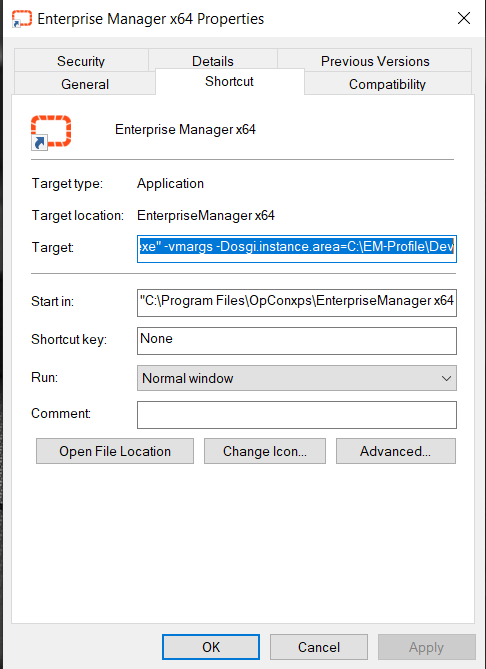 Enterprise Manager x64 Properties
Security Details Previous Versions
General Shortcut Compatibility
Enterprise Manager x64
Target type: Application
Target location: EnterpriseManager x64
Target: exe" -vmargs -Dosgi.instance.area=C:\EM-Profile\Dev
Start in: "C:\Program Files\OpConxps\EnterpriseManager x64
Shortcut key: None
Run: Normal window
Comment:
Open File Location Change Icon... Advanced...
OK Cancel Apply